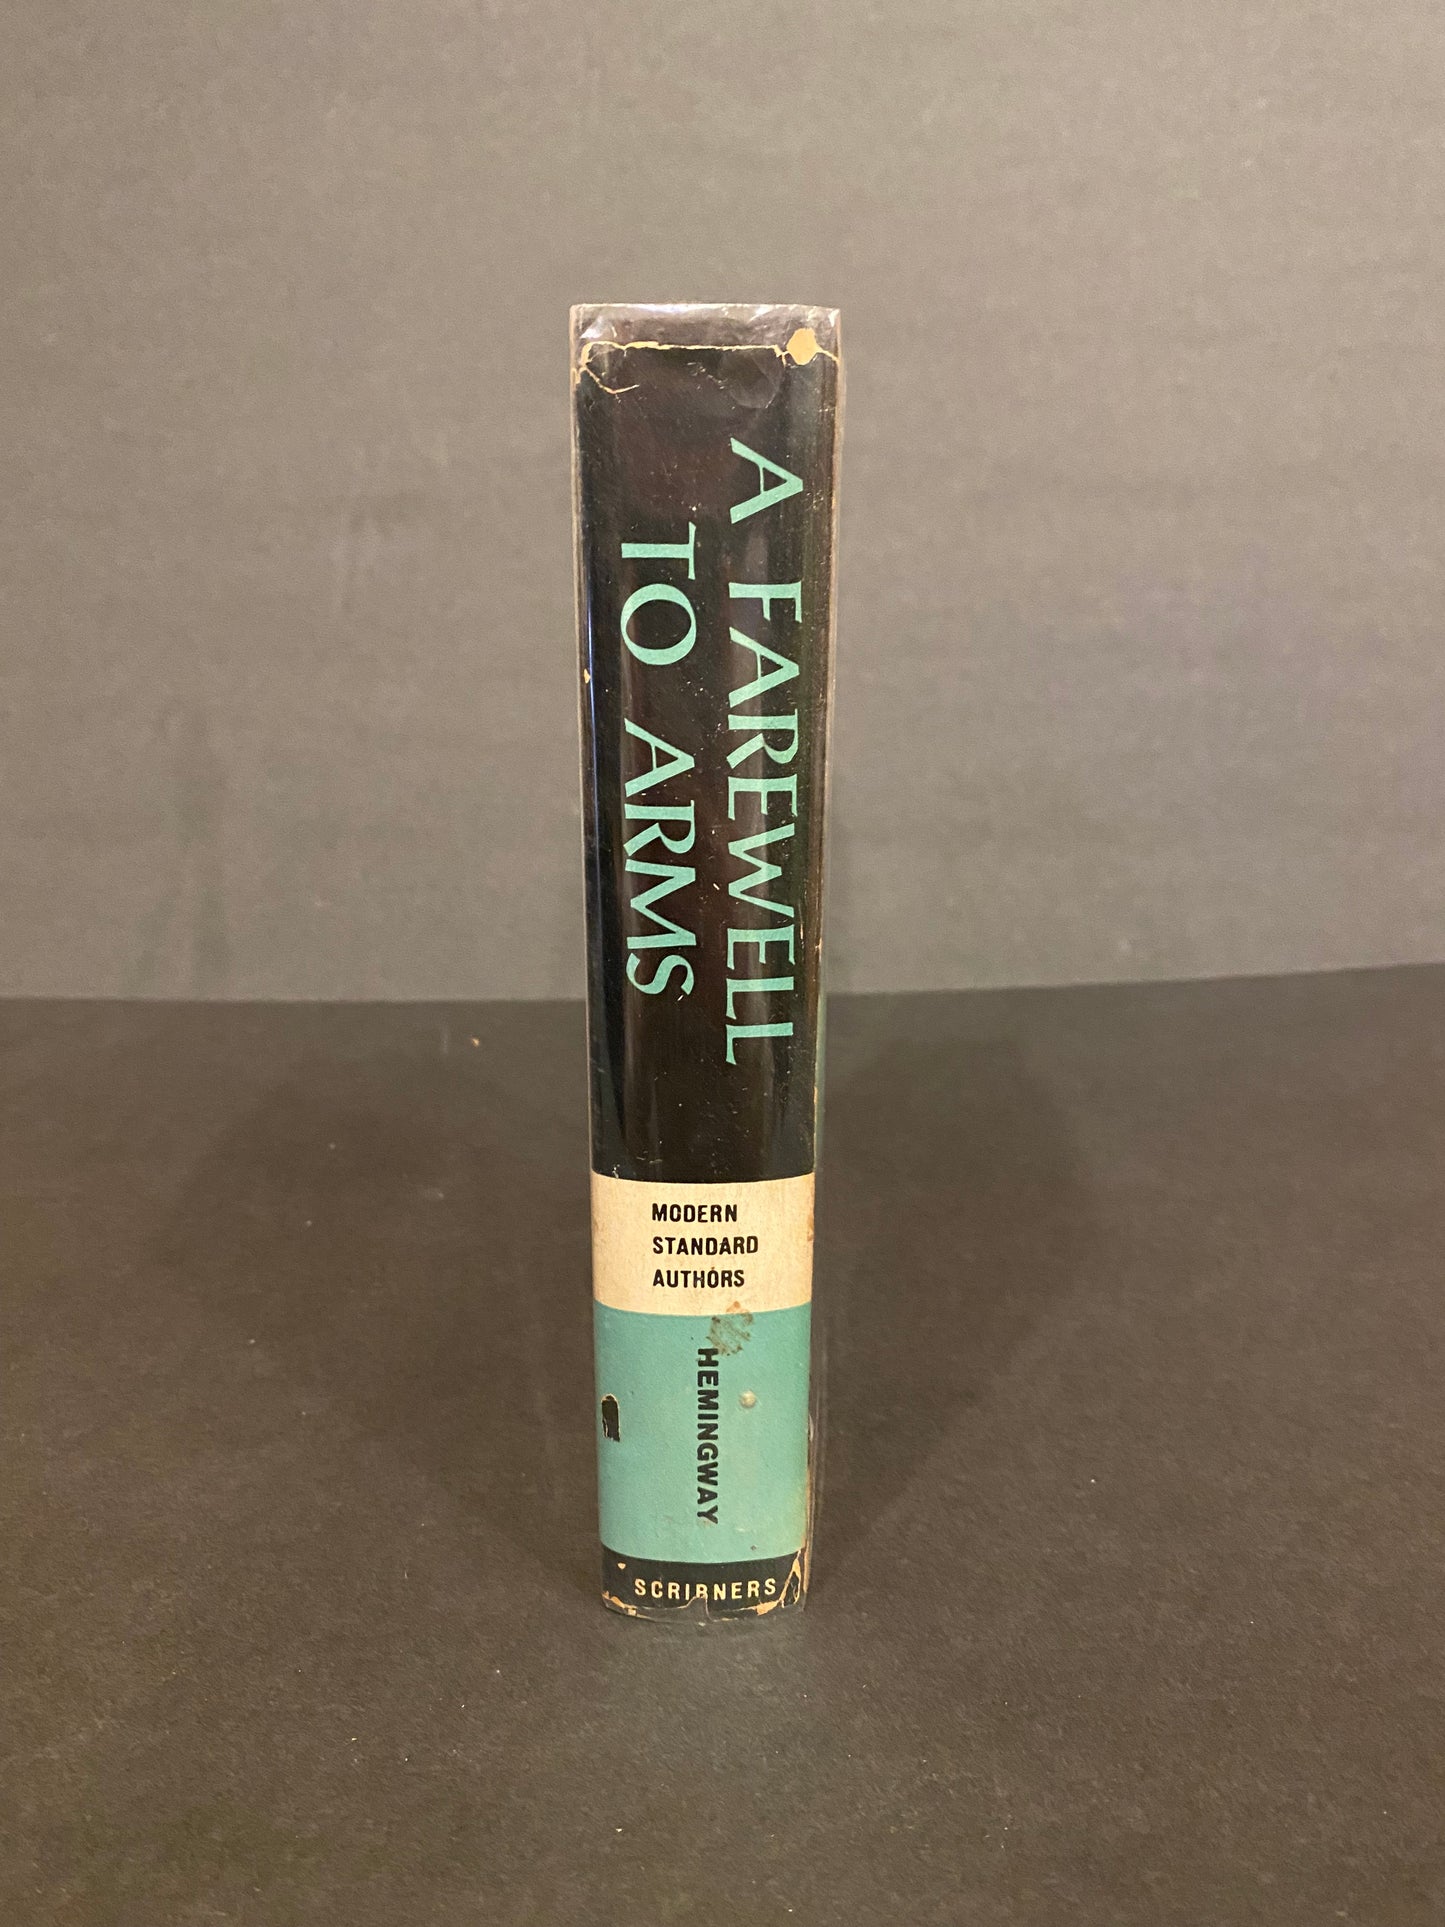 A FAREWELL
TO ARMS
MODERN
STANDARD
AUTHORS
HEMINGWAY
SCRIBNERS